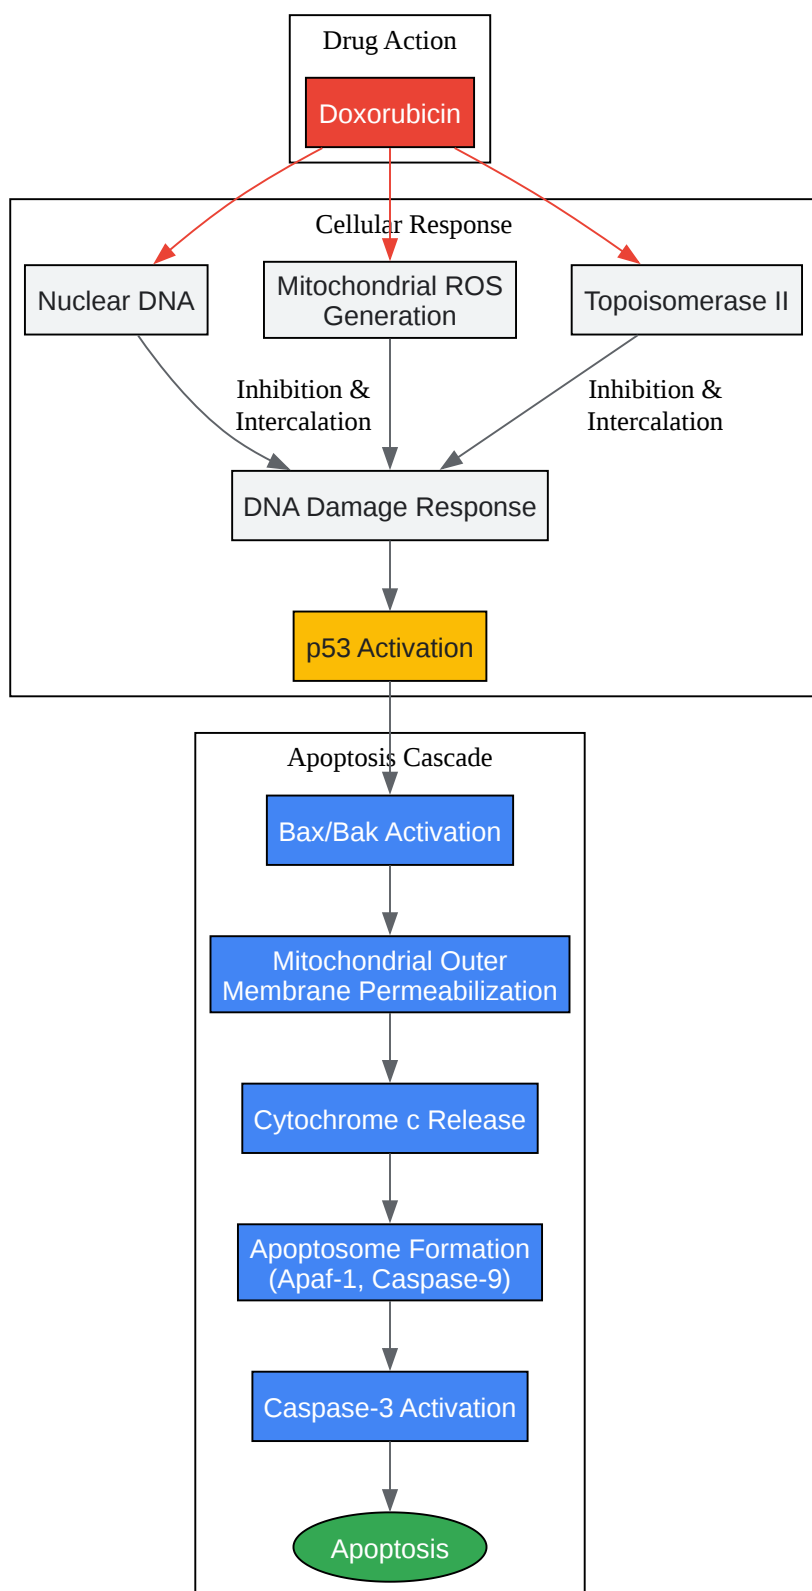 Drug Action
Doxorubicin
Cellular Response
Nuclear DNA
Mitochondrial ROS
Generation
Topoisomerase II
Inhibition &
Intercalation
Inhibition &
Intercalation
DNA Damage Response
p53 Activation
Apoptosis Cascade
Bax/Bak Activation
Mitochondrial Outer
Membrane Permeabilization
Cytochrome c Release
Apoptosome Formation
(Apaf-1, Caspase-9)
Caspase-3 Activation
Apoptosis